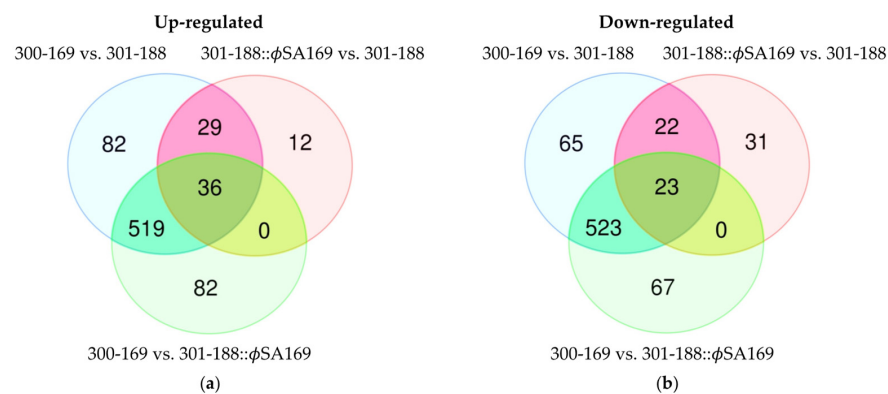 Up-regulated
300-169 vs. 301-188 301-188::ϕSA169 vs. 301-188
82 29 12
36
519 0
82
300-169 vs. 301-188::ϕSA169
(a)
Down-regulated
300-169 vs. 301-188 301-188::ϕSA169 vs. 301-188
65 22 31
23
523 0
67
300-169 vs. 301-188::ϕSA169
(b)